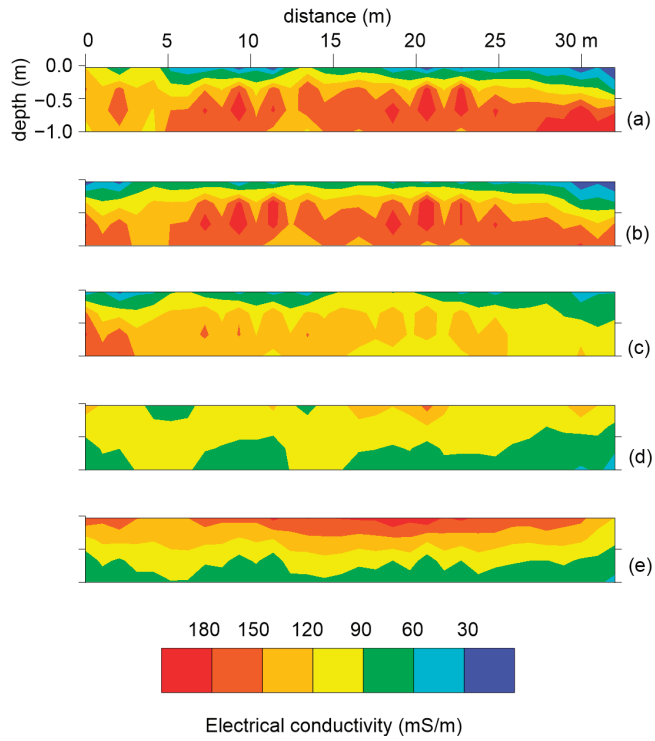 distance (m)
0 5 10 15 20 25 30 m
depth (m)
0.0
−0.5
−1.0
(a)
(b)
(c)
(d)
(e)
180 150 120 90 60 30
Electrical conductivity (mS/m)